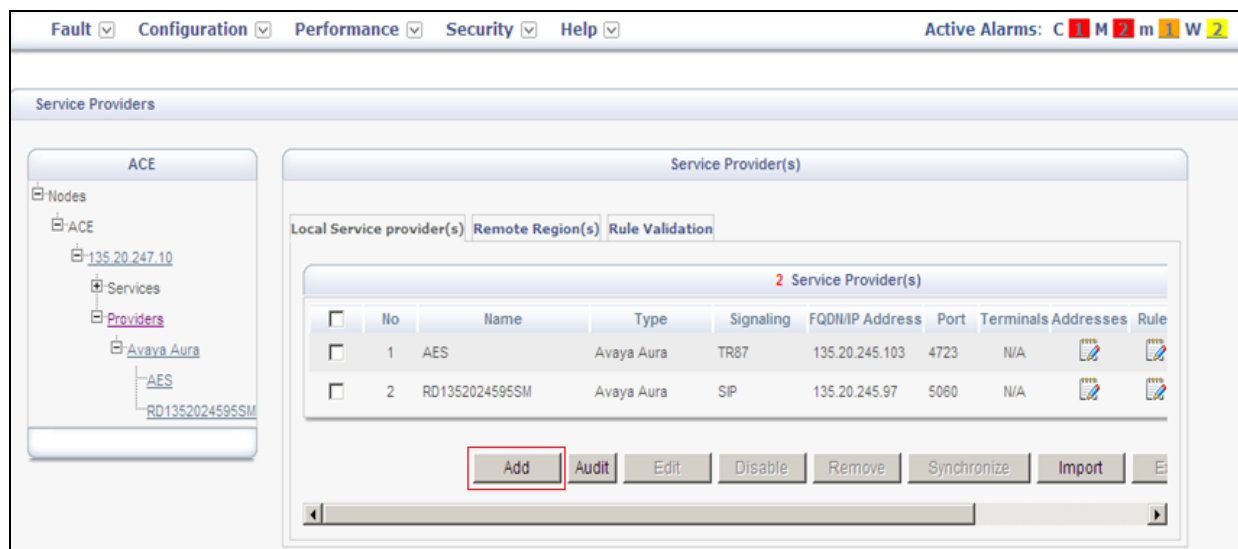 Fault Configuration Performance Security Help Active Alarms: C 1 M 2 m 1 W 2
Service Providers
ACE
Nodes
ACE
135.20.247.10
Services
Providers
Avaya Aura
AES
RD1352024595SM
Service Provider(s)
Local Service provider(s) Remote Region(s) Rule Validation
2 Service Provider(s)
No Name Type Signaling FQDN/IP Address Port Terminals Addresses Rule
1 AES Avaya Aura TR87 135.20.245.103 4723 N/A
2 RD1352024595SM Avaya Aura SIP 135.20.245.97 5060 N/A
Add Audit Edit Disable Remove Synchronize Import E